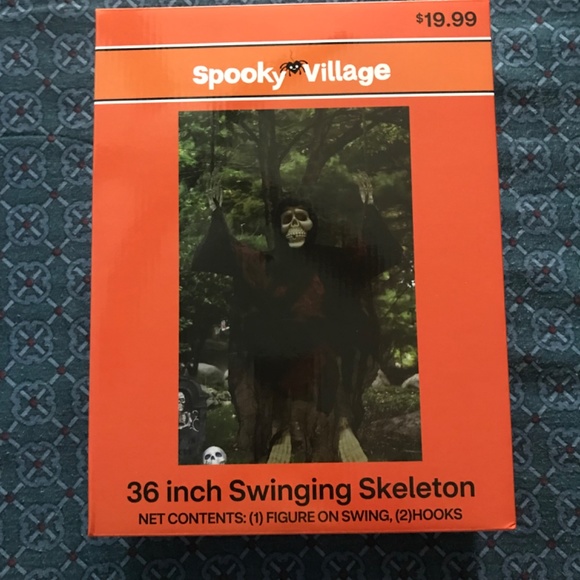 $19.99
Spooky Village
36 inch Swinging Skeleton
NET CONTENTS: (1) FIGURE ON SWING, (2)HOOKS